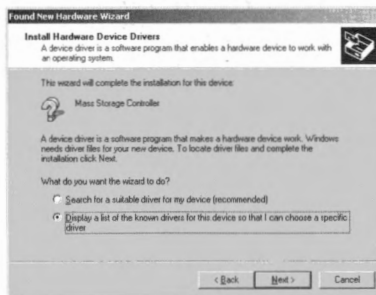 Found New Hardware Wizard
Install Hardware Device Drivers
A device driver is a software program that enables a hardware device to work with
an operating system.
This wizard will complete the installation for this device:
Mass Storage Controller
A device driver is a software program that makes a hardware device work. Windows
needs driver files for your new device. To locate driver files and complete the
installation click Next.
What do you want the wizard to do?
Search for a suitable driver for my device (recommended)
Display a list of the known drivers for this device so that I can choose a specific
driver
< Back Next > Cancel